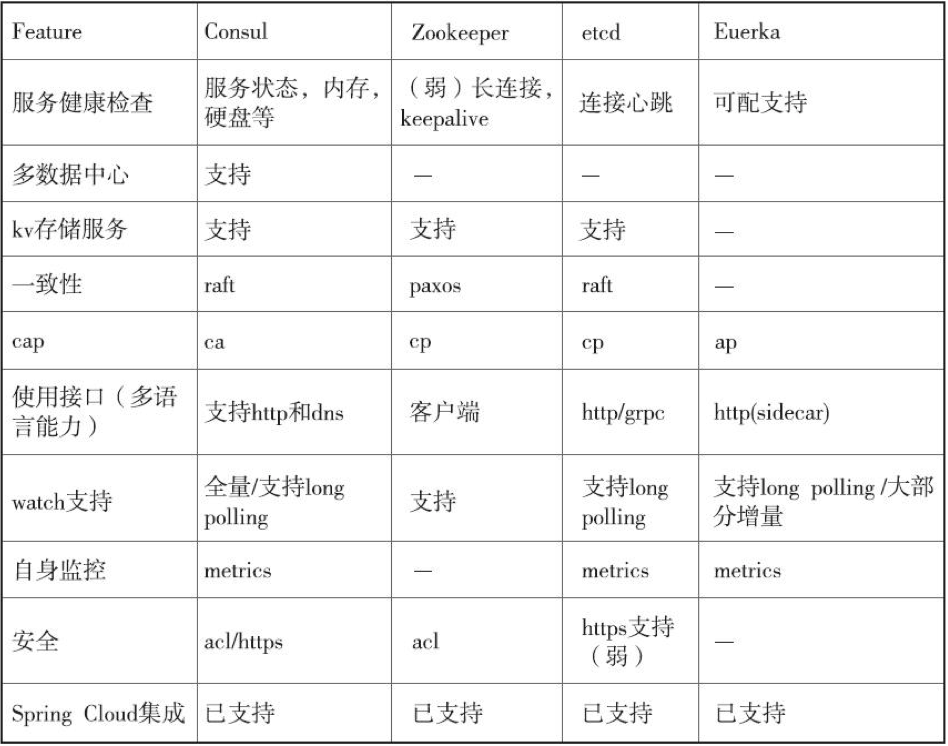 Feature Consul Zookeeper etcd Euerka
服务健康检查 服务状态，内存，硬盘等 （弱）长连接，keepalive 连接心跳 可配支持
多数据中心 支持 — — —
kv存储服务 支持 支持 支持 —
一致性 raft paxos raft —
cap ca cp cp ap
使用接口（多语言能力） 支持http和dns 客户端 http/grpc http(sidecar)
watch支持 全量/支持long polling 支持 支持long polling 支持long polling /大部分增量
自身监控 metrics — metrics metrics
安全 acl/https acl https支持（弱） —
Spring Cloud集成 已支持 已支持 已支持 已支持